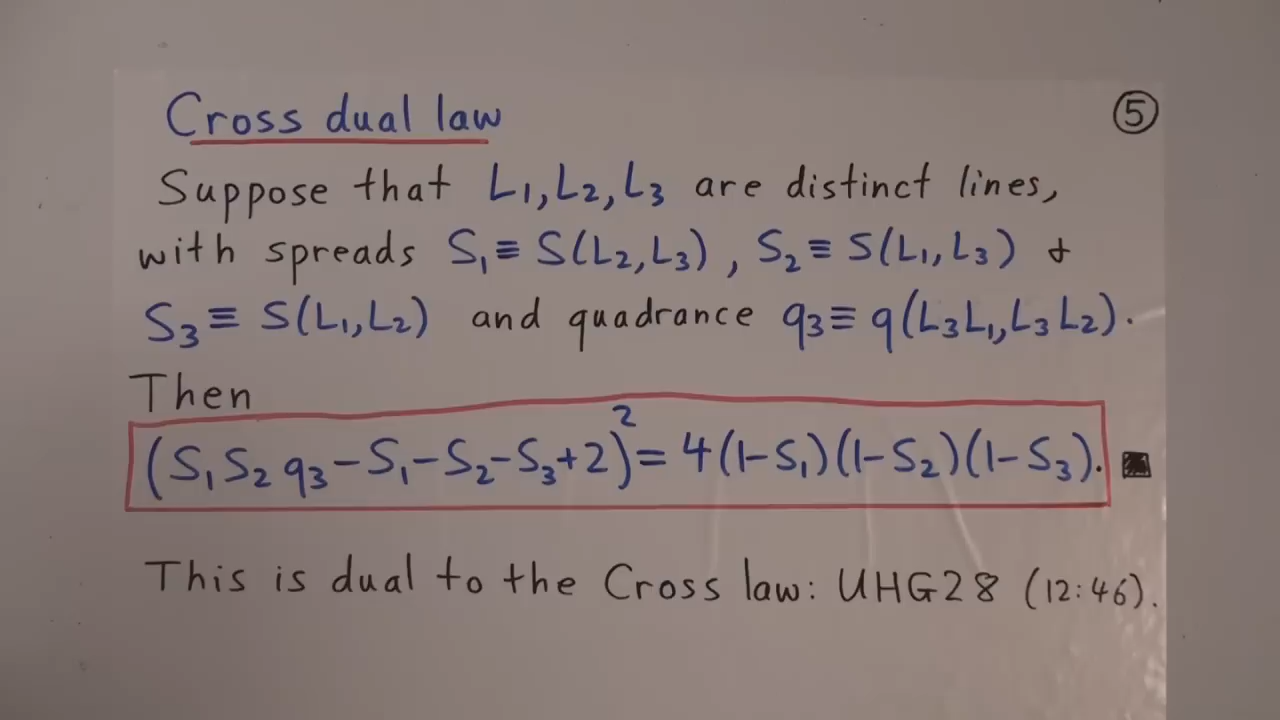 Cross dual law ⑤
Suppose that L₁, L₂, L₃ are distinct lines,
with spreads S₁ ≡ S(L₂, L₃), S₂ ≡ S(L₁, L₃) &
S₃ ≡ S(L₁, L₂) and quadrance q₃ ≡ q(L₃L₁, L₃L₂).
Then
(S₁S₂q₃−S₁−S₂−S₃+2)² = 4(1−S₁)(1−S₂)(1−S₃). ■
This is dual to the Cross law: UHG28 (12:46).